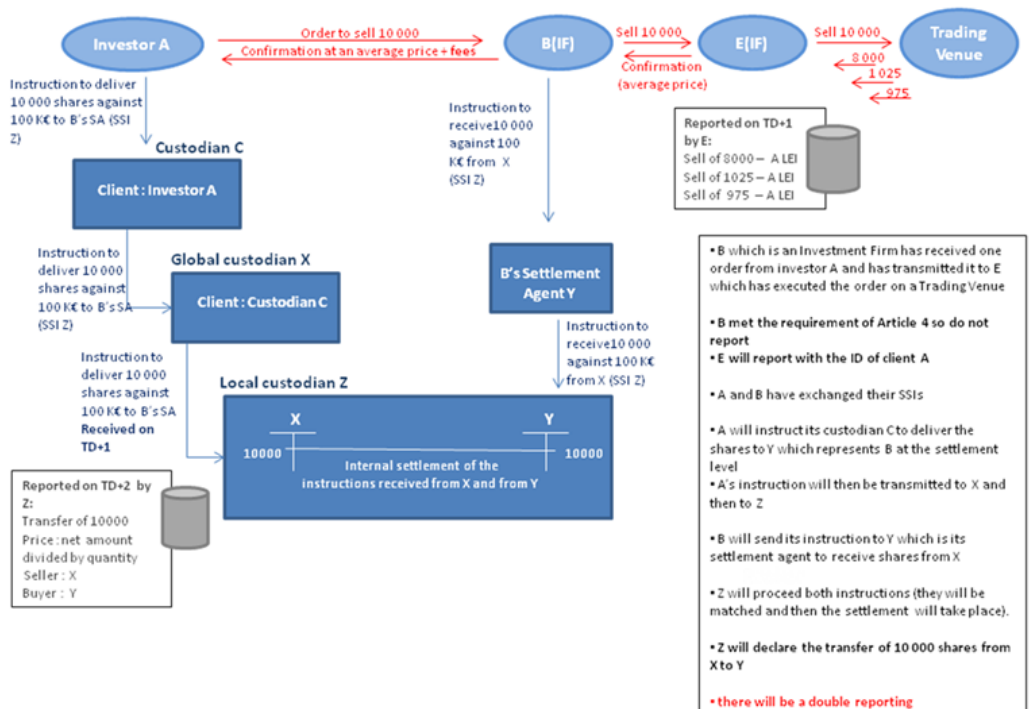 Investor A
Order to sell 10 000
Confirmation at an average price + fees
B(IF)
Sell 10 000
Confirmation
(average price)
E(IF)
Sell 10 000
8 000
1 025
975
Trading
Venue
Instruction to deliver
10 000 shares against
100 K€ to B's SA (SSI
Z)
Instruction to
receive10 000
against 100
K€ from X
(SSI Z)
Reported on TD+1
by E:
Sell of 8000 – A LEI
Sell of 1025 – A LEI
Sell of 975 – A LEI
Custodian C
Client : Investor A
Instruction to
deliver 10 000
shares against
100 K€ to B's SA
(SSI Z)
Global custodian X
Client : Custodian C
B's Settlement
Agent Y
Instruction to
receive10 000
against 100 K€
from X (SSI Z)
Instruction to
deliver 10 000
shares against
100 K€ to B's SA
Received on
TD+1
Local custodian Z
X
Y
10000
10000
Internal settlement of the
instructions received from X and from Y
Reported on TD+2 by
Z:
Transfer of 10000
Price : net amount
divided by quantity
Seller : X
Buyer : Y
• B which is an Investment Firm has received one
order from investor A and has transmitted it to E
which has executed the order on a Trading Venue
• B met the requirement of Article 4 so do not
report
• E will report with the ID of client A
• A and B have exchanged their SSIs
• A will instruct its custodian C to deliver the
shares to Y which represents B at the settlement
level
• A's instruction will then be transmitted to X and
then to Z
• B will send its instruction to Y which is its
settlement agent to receive shares from X
• Z will proceed both instructions (they will be
matched and then the settlement will take place).
• Z will declare the transfer of 10 000 shares from
X to Y
• there will be a double reporting